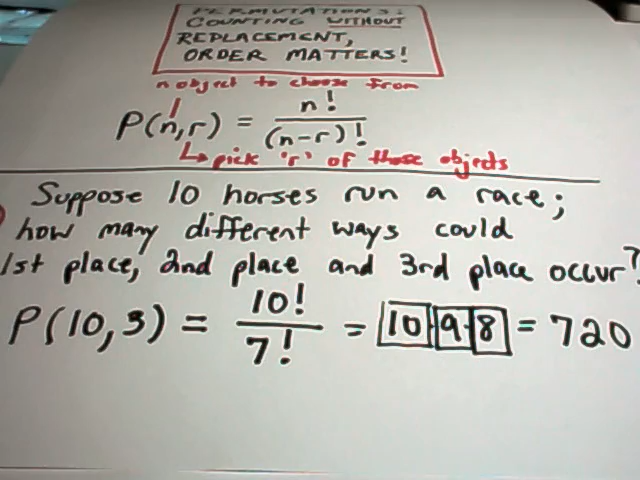 PERMUTATIONS:
COUNTING WITHOUT
REPLACEMENT,
ORDER MATTERS!
n object to choose from
P(n,r) = n! / (n-r)!
↳ pick 'r' of those objects
Suppose 10 horses run a race;
how many different ways could
1st place, 2nd place and 3rd place occur?
P(10,3) = 10! / 7! = 10·9·8 = 720